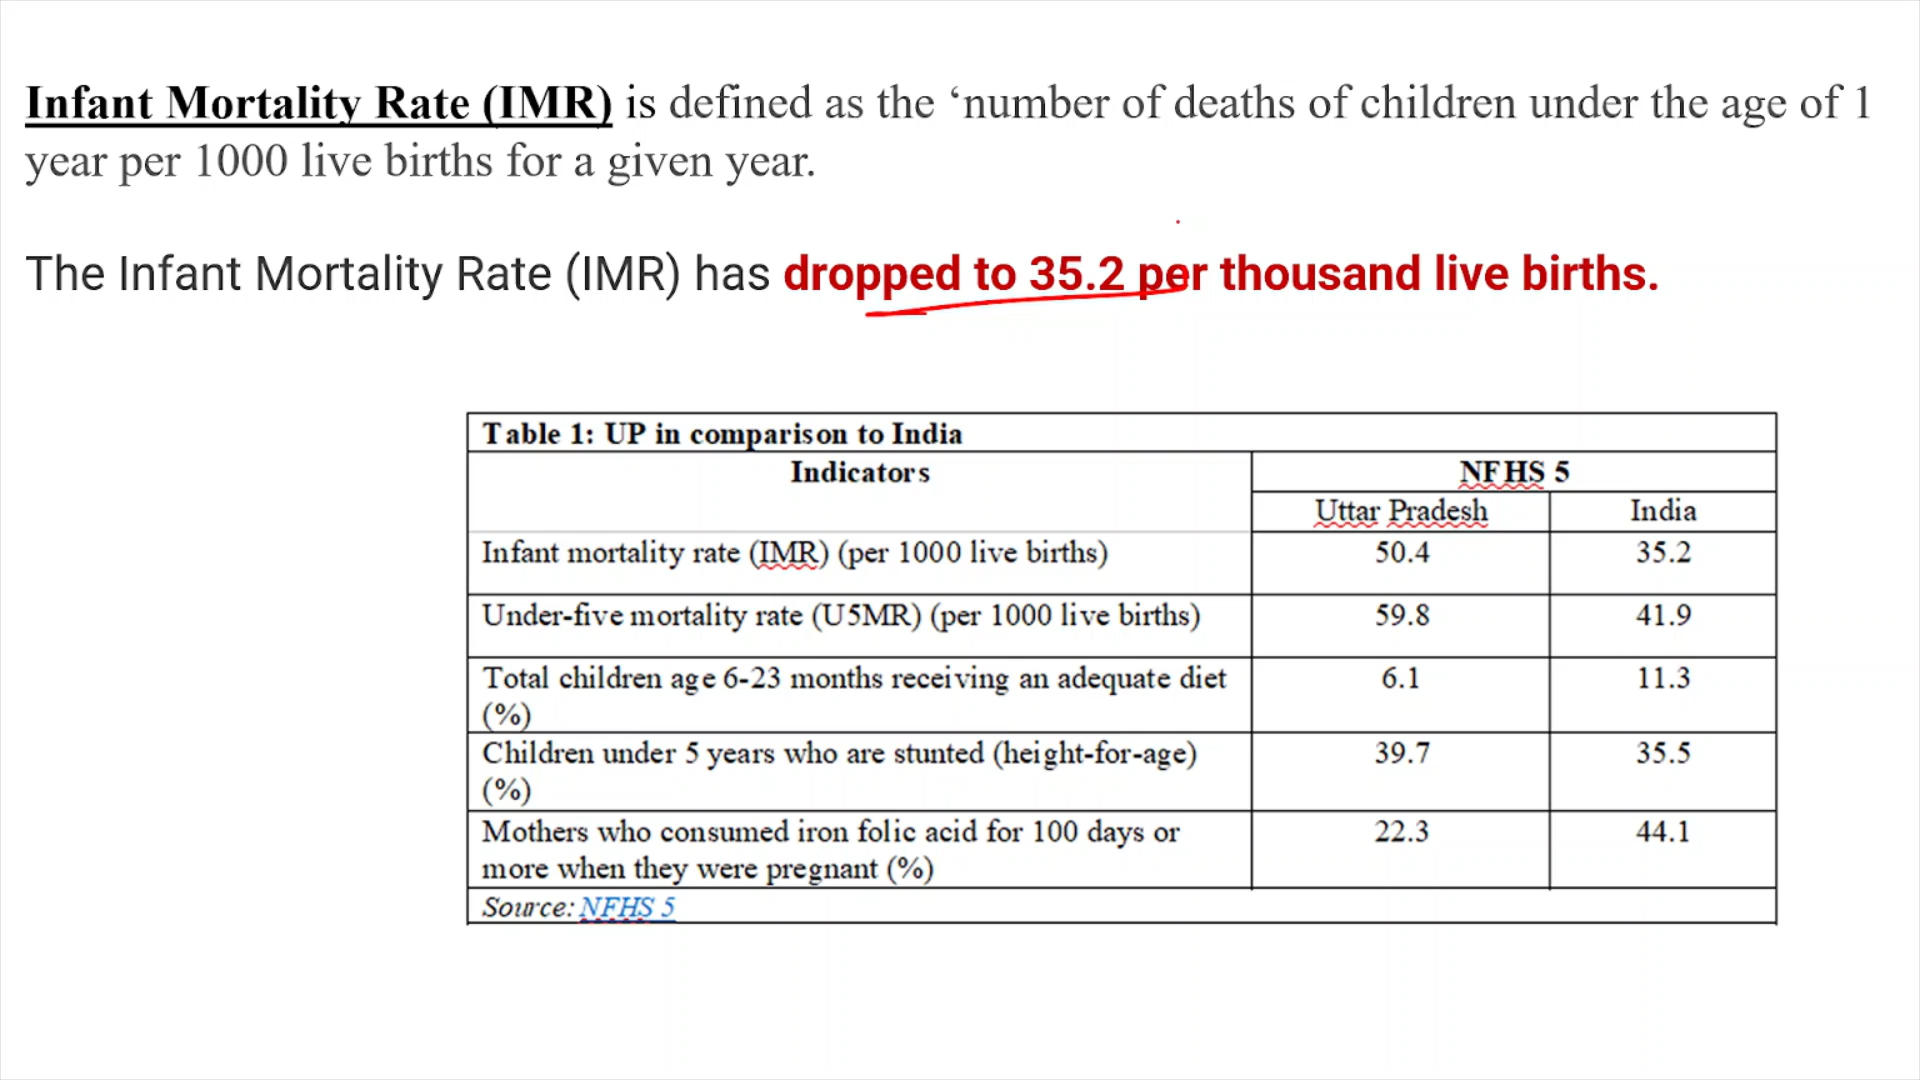 Infant Mortality Rate (IMR) is defined as the ‘number of deaths of children under the age of 1
year per 1000 live births for a given year.
The Infant Mortality Rate (IMR) has dropped to 35.2 per thousand live births.
Table 1: UP in comparison to India
Indicators NFHS 5
Uttar Pradesh India
Infant mortality rate (IMR) (per 1000 live births) 50.4 35.2
Under-five mortality rate (U5MR) (per 1000 live births) 59.8 41.9
Total children age 6-23 months receiving an adequate diet 6.1 11.3
(%)
Children under 5 years who are stunted (height-for-age) 39.7 35.5
(%)
Mothers who consumed iron folic acid for 100 days or 22.3 44.1
more when they were pregnant (%)
Source: NFHS 5